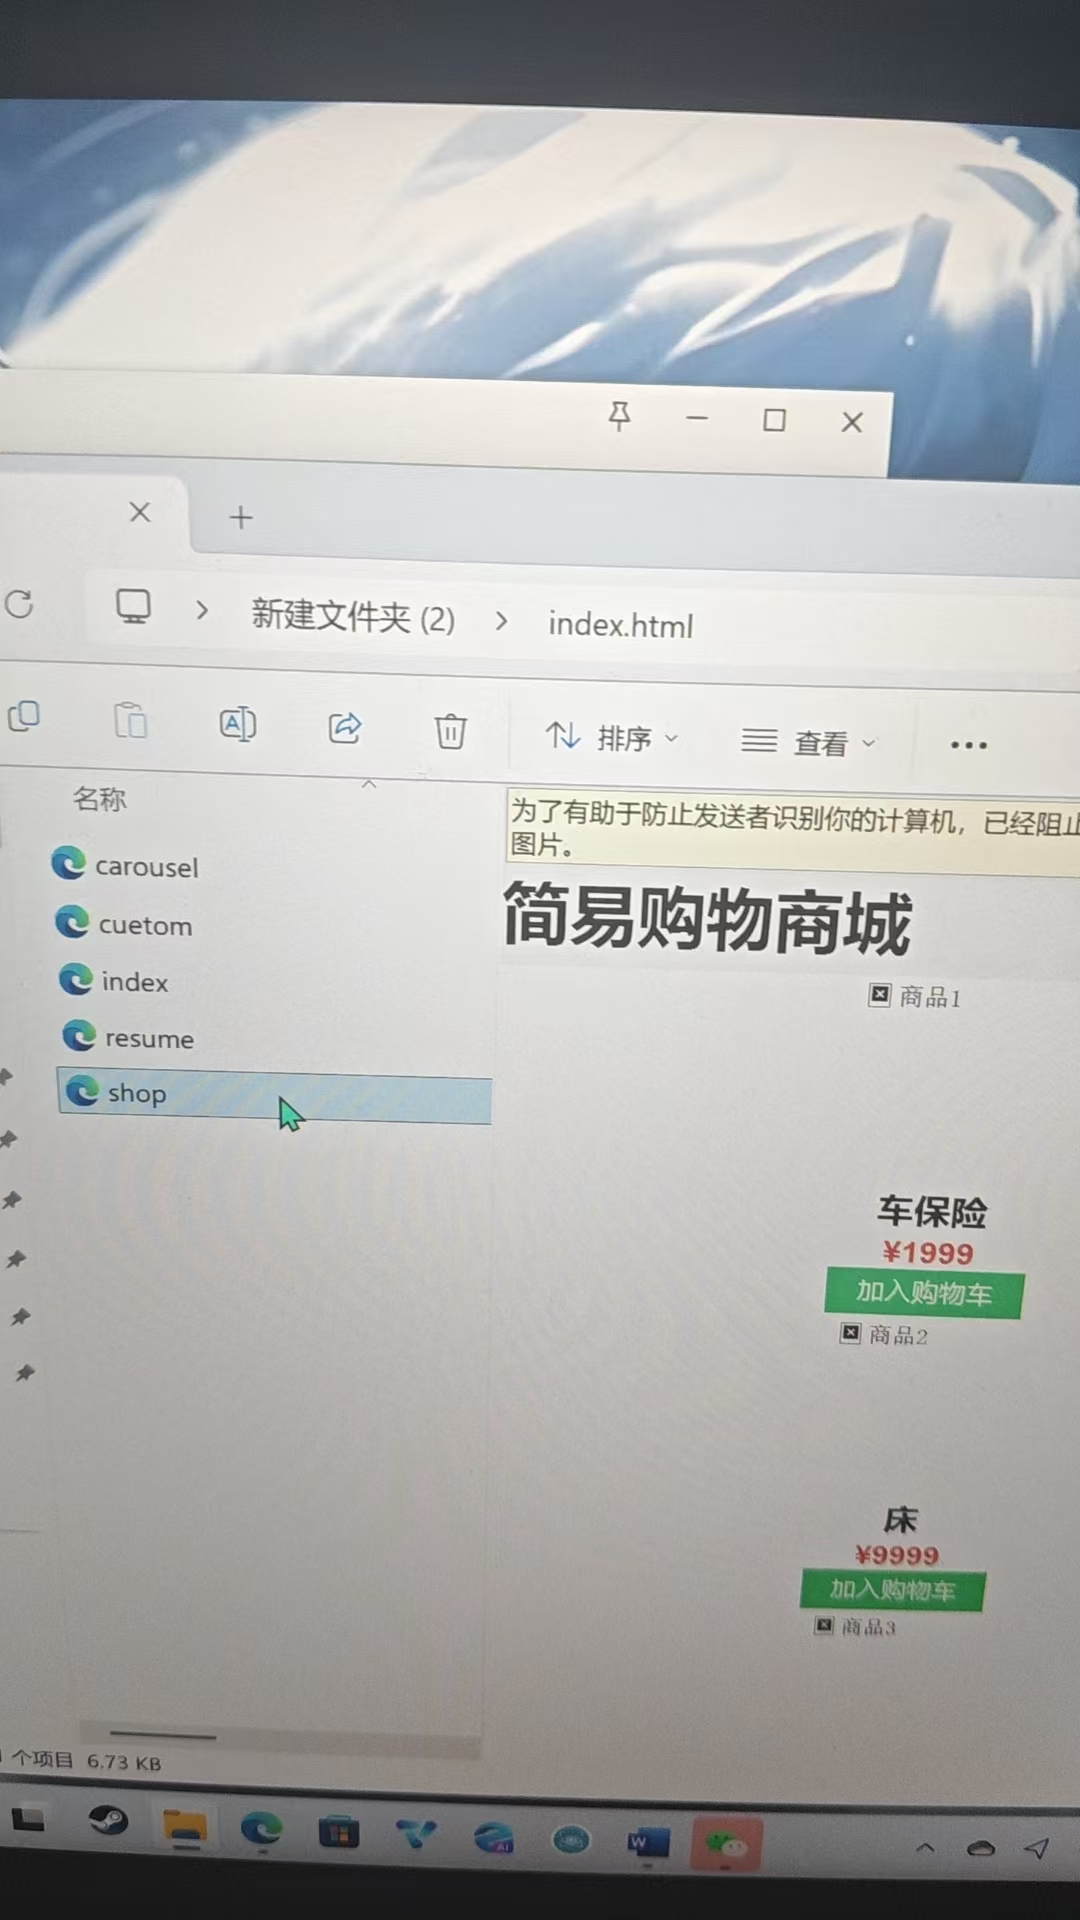 新建文件夹 (2) > index.html
排序
查看
名称
为了有助于防止发送者识别你的计算机，已经阻止
图片。
carousel
cuetom
index
resume
shop
简易购物商城
商品1
车保险
¥1999
加入购物车
商品2
床
¥9999
加入购物车
商品3
个项目 6.73 KB